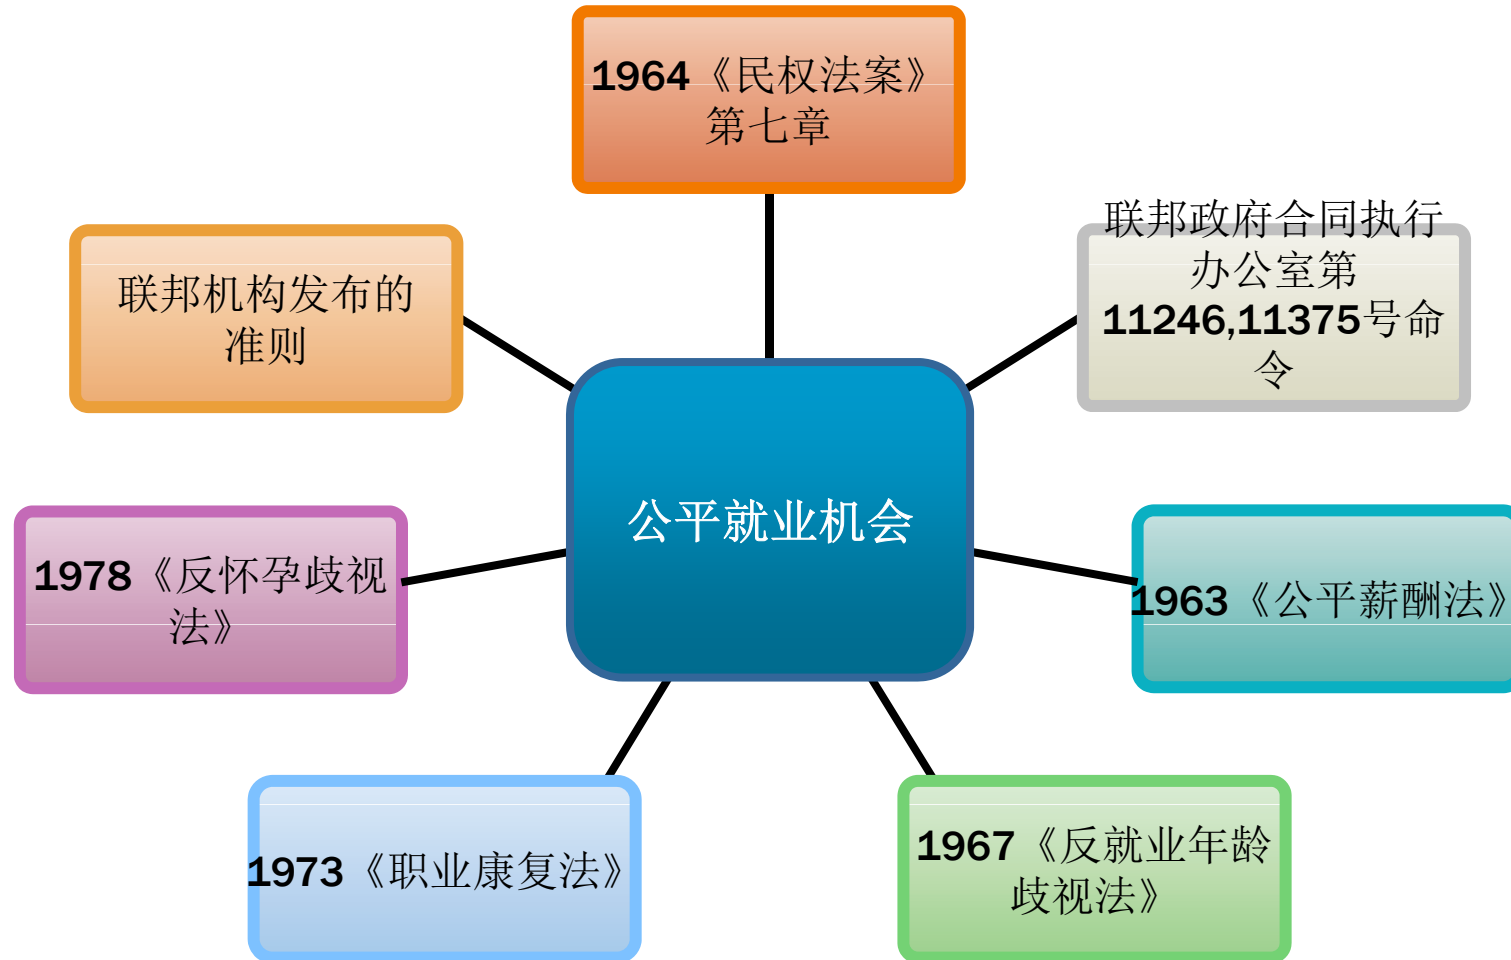 1964《民权法案》
第七章
联邦政府合同执行
办公室第
11246,11375号命
令
联邦机构发布的
准则
公平就业机会
1978《反怀孕歧视
法》
1963《公平薪酬法》
1973《职业康复法》
1967《反就业年龄
歧视法》